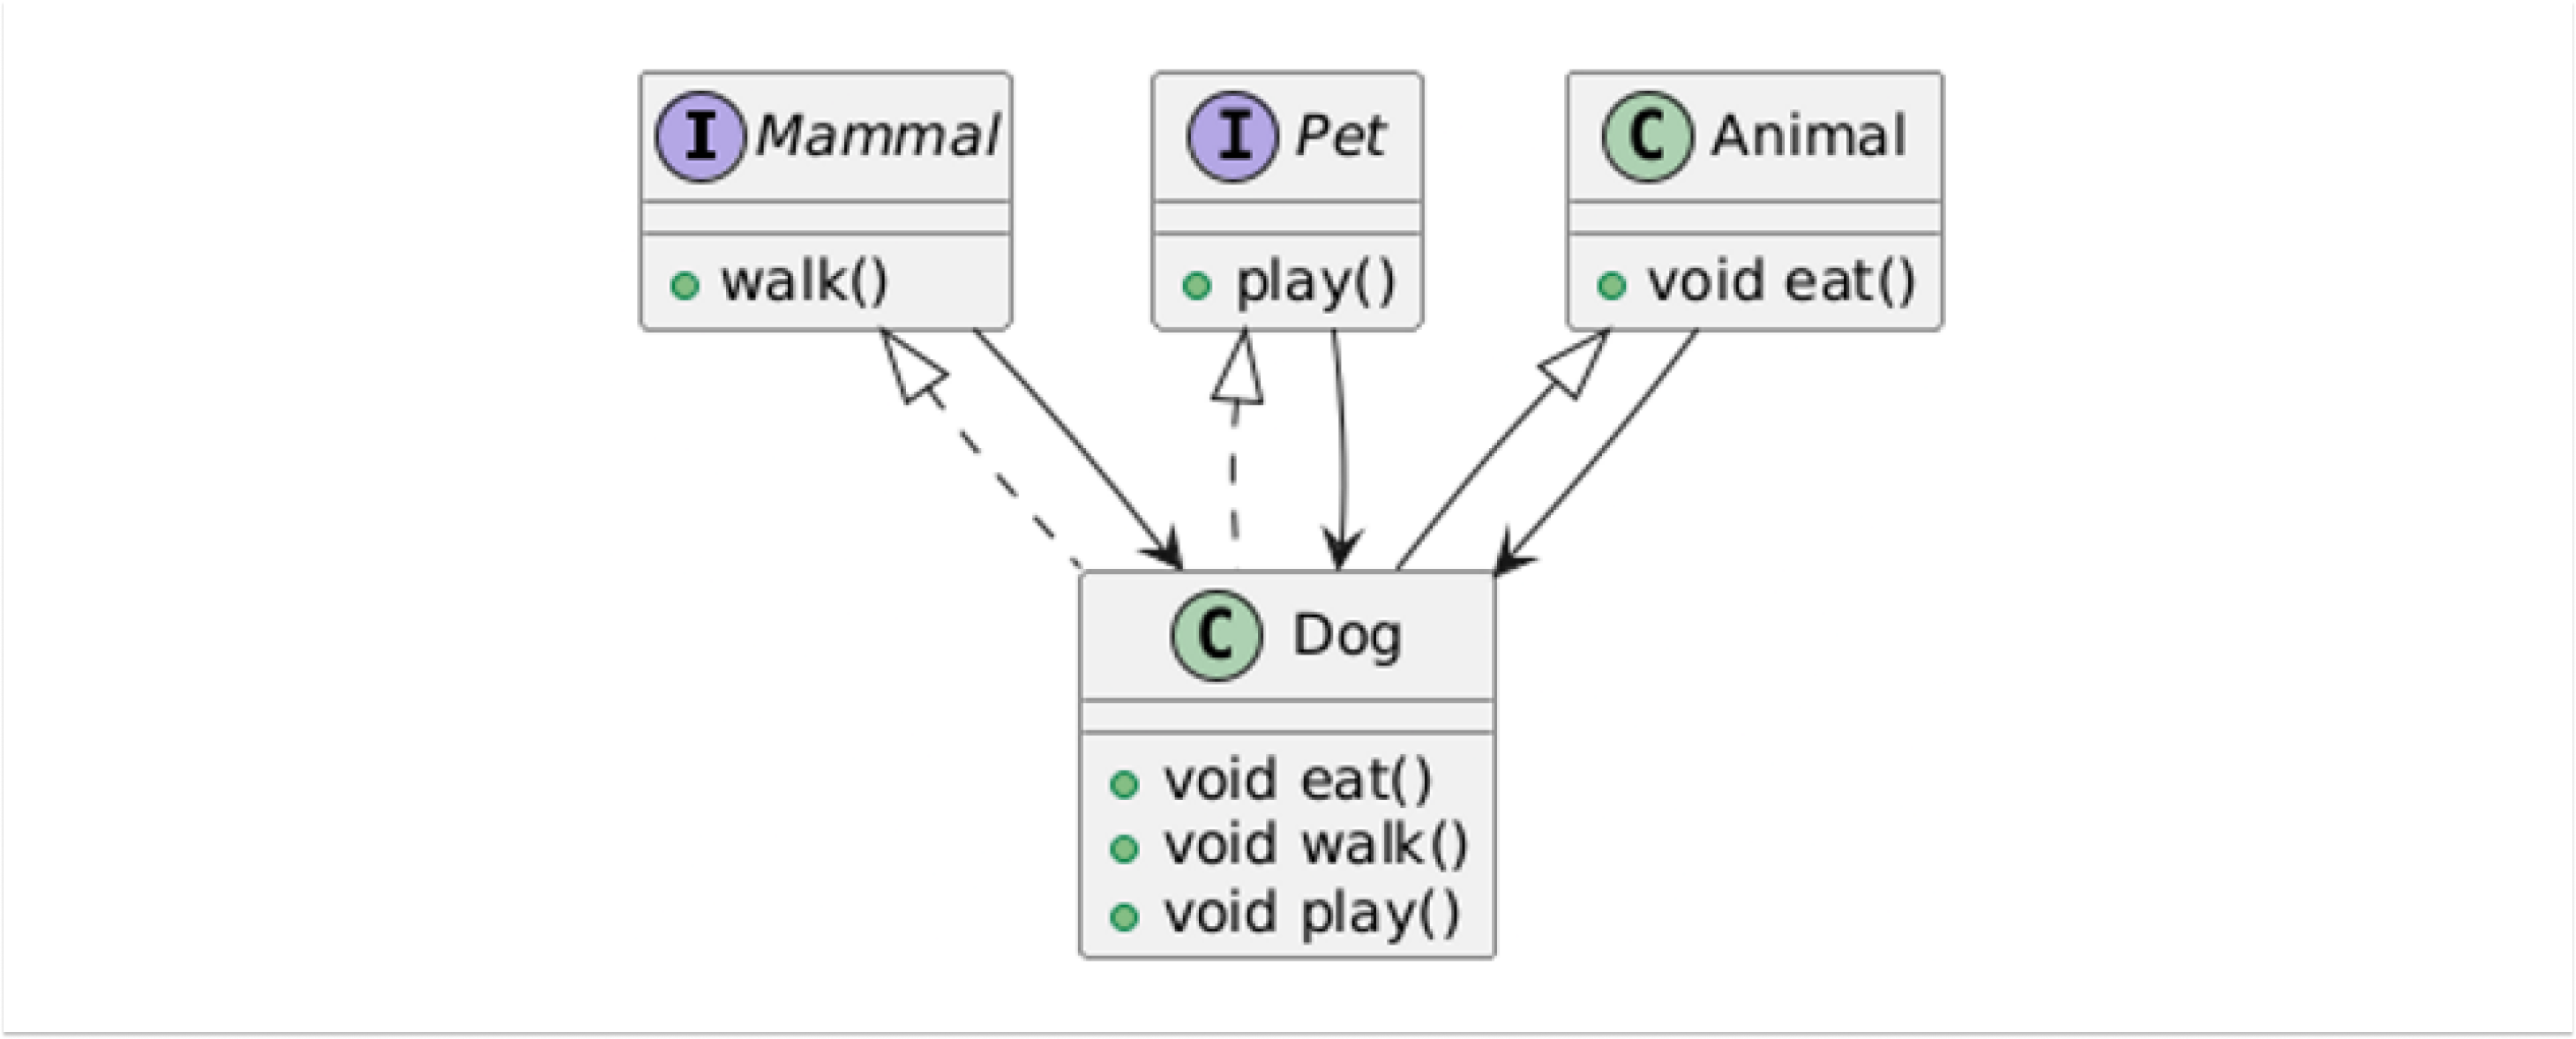 I Mammal
walk()
I Pet
play()
C Animal
void eat()
C Dog
void eat()
void walk()
void play()